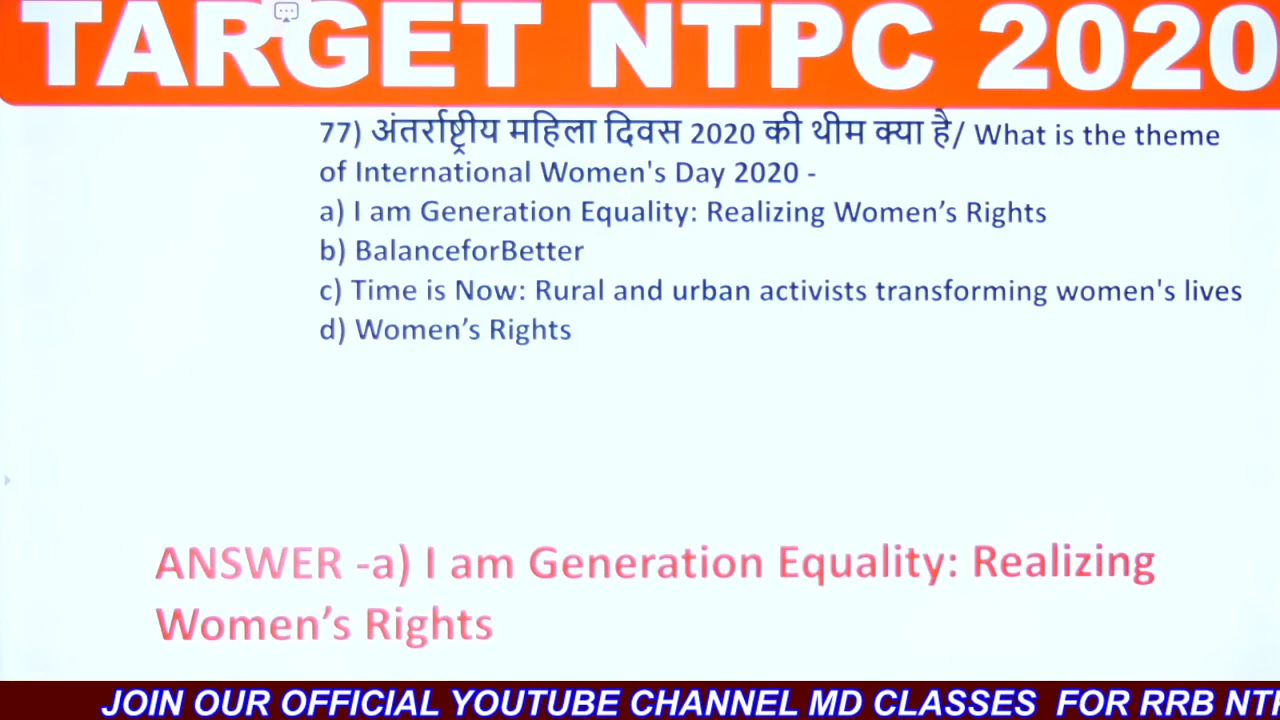 TARGET NTPC 2020
77) अंतर्राष्ट्रीय महिला दिवस 2020 की थीम क्या है/ What is the theme
of International Women's Day 2020 -
a) I am Generation Equality: Realizing Women’s Rights
b) BalanceforBetter
c) Time is Now: Rural and urban activists transforming women's lives
d) Women’s Rights
ANSWER -a) I am Generation Equality: Realizing
Women’s Rights
JOIN OUR OFFICIAL YOUTUBE CHANNEL MD CLASSES FOR RRB